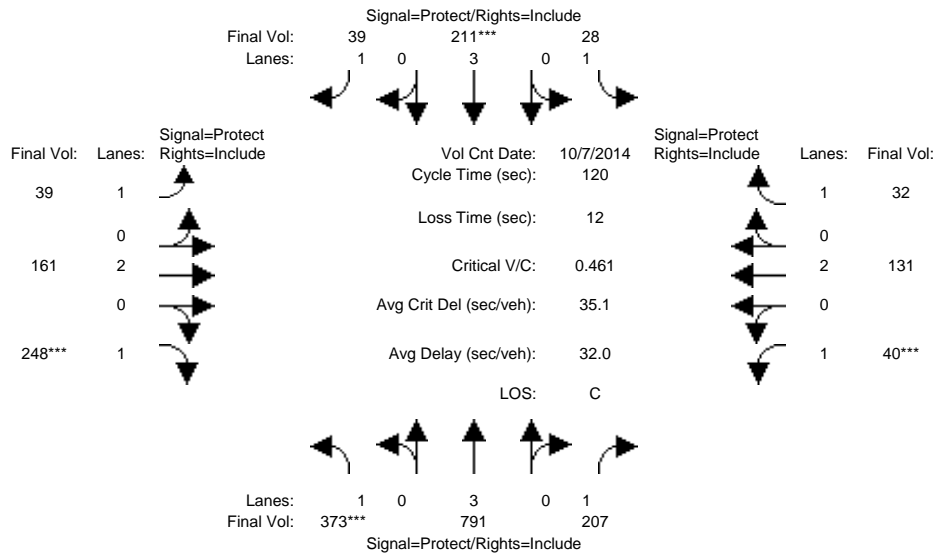 Signal=Protect/Rights=Include
Final Vol: 39 211*** 28
Lanes: 1 0 3 0 1
Signal=Protect Signal=Protect
Final Vol: Lanes: Rights=Include Vol Cnt Date: 10/7/2014 Rights=Include Lanes: Final Vol:
Cycle Time (sec): 120
39 1 1 32
Loss Time (sec): 12
0 0
161 2 Critical V/C: 0.461 2 131
0 Avg Crit Del (sec/veh): 35.1 0
248*** 1 Avg Delay (sec/veh): 32.0 1 40***
LOS: C
Lanes: 1 0 3 0 1
Final Vol: 373*** 791 207
Signal=Protect/Rights=Include